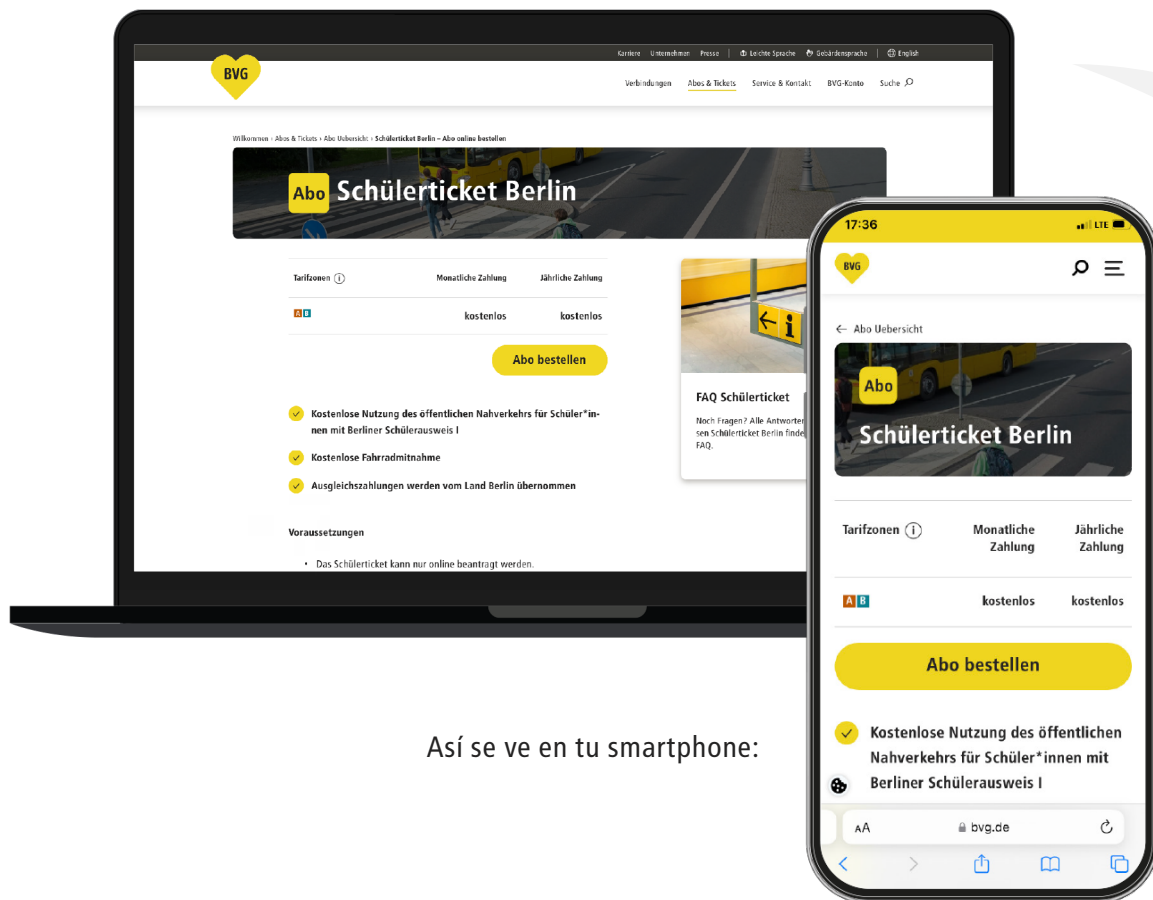 Karriere Unternehmen Presse Leichte Sprache Gebärdensprache English
BVG
Verbindungen Abos & Tickets Service & Kontakt BVG-Konto Suche
Willkommen › Abos & Tickets › Abo Uebersicht › Schülerticket Berlin – Abo online bestellen
Abo Schülerticket Berlin
Tarifzonen i Monatliche Zahlung Jährliche Zahlung
A B kostenlos kostenlos
Abo bestellen
Kostenlose Nutzung des öffentlichen Nahverkehrs für Schüler*in-
nen mit Berliner Schülerausweis I
Kostenlose Fahrradmitnahme
Ausgleichszahlungen werden vom Land Berlin übernommen
Voraussetzungen
• Das Schülerticket kann nur online beantragt werden.
i
FAQ Schülerticket
Noch Fragen? Alle Antworten
sen Schülerticket Berlin finde
FAQ.
Así se ve en tu smartphone:
17:36 LTE
BVG
← Abo Uebersicht
Abo
Schülerticket Berlin
Tarifzonen i Monatliche Jährliche
Zahlung Zahlung
A B kostenlos kostenlos
Abo bestellen
Kostenlose Nutzung des öffentlichen
Nahverkehrs für Schüler*innen mit
Berliner Schülerausweis I
AA bvg.de